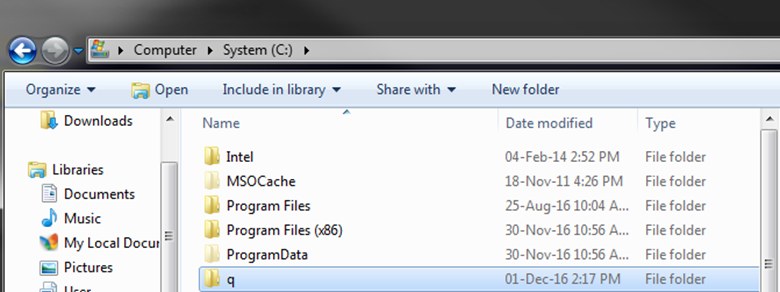 Computer System (C:)
Organize Open Include in library Share with New folder
Downloads
Libraries
Documents
Music
My Local Docum
Pictures
User
Name Date modified Type
Intel 04-Feb-14 2:52 PM File folder
MSOCache 18-Nov-11 4:26 PM File folder
Program Files 25-Aug-16 10:04 A... File folder
Program Files (x86) 30-Nov-16 10:56 A... File folder
ProgramData 30-Nov-16 10:56 A... File folder
q 01-Dec-16 2:17 PM File folder